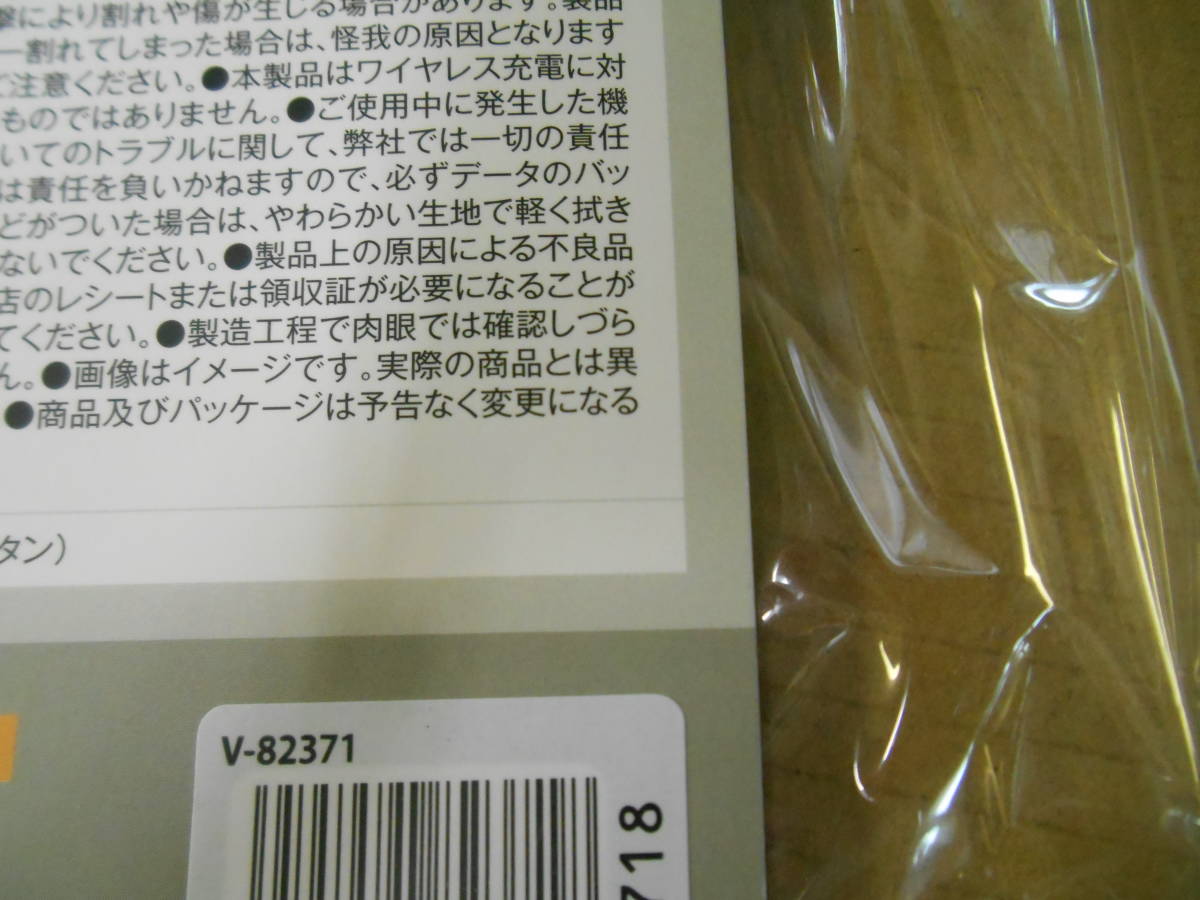 撃により割れや傷が生じる場合があります。製品
一割れてしまった場合は、怪我の原因となります
ご注意ください。●本製品はワイヤレス充電に対
ものではありません。●ご使用中に発生した機
いてのトラブルに関して、弊社では一切の責任
は責任を負いかねますので、必ずデータのバッ
どがついた場合は、やわらかい生地で軽く拭き
ないでください。●製品上の原因による不良品
店のレシートまたは領収証が必要になることが
てください。●製造工程で肉眼では確認しづら
ん。●画像はイメージです。実際の商品とは異
●商品及びパッケージは予告なく変更になる
タン）
V-82371
718